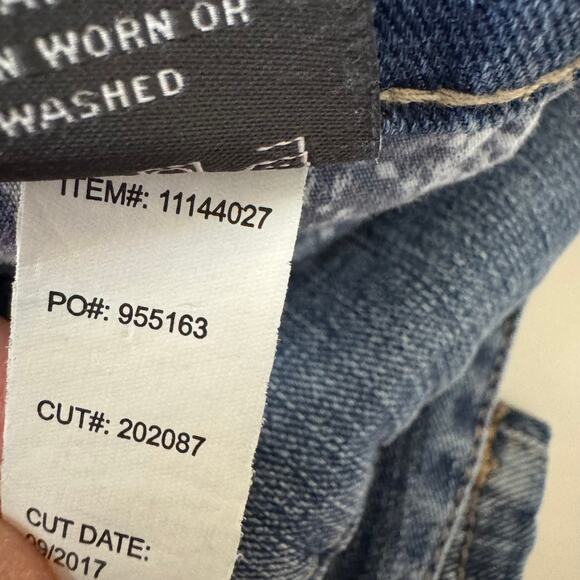 N WORN OR
WASHED
ITEM#: 11144027
PO#: 955163
CUT#: 202087
CUT DATE:
09/2017